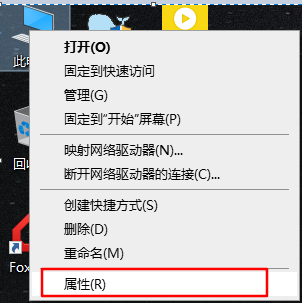 此电
打开(O)
固定到快速访问
管理(G)
固定到"开始"屏幕(P)
回收
映射网络驱动器(N)...
断开网络驱动器的连接(C)...
创建快捷方式(S)
删除(D)
Fox
重命名(M)
属性(R)